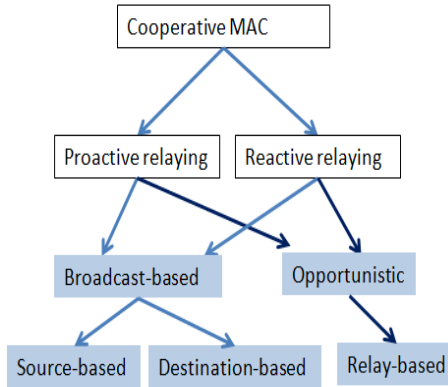 Cooperative MAC
Proactive relaying
Reactive relaying
Broadcast-based
Opportunistic
Source-based
Destination-based
Relay-based